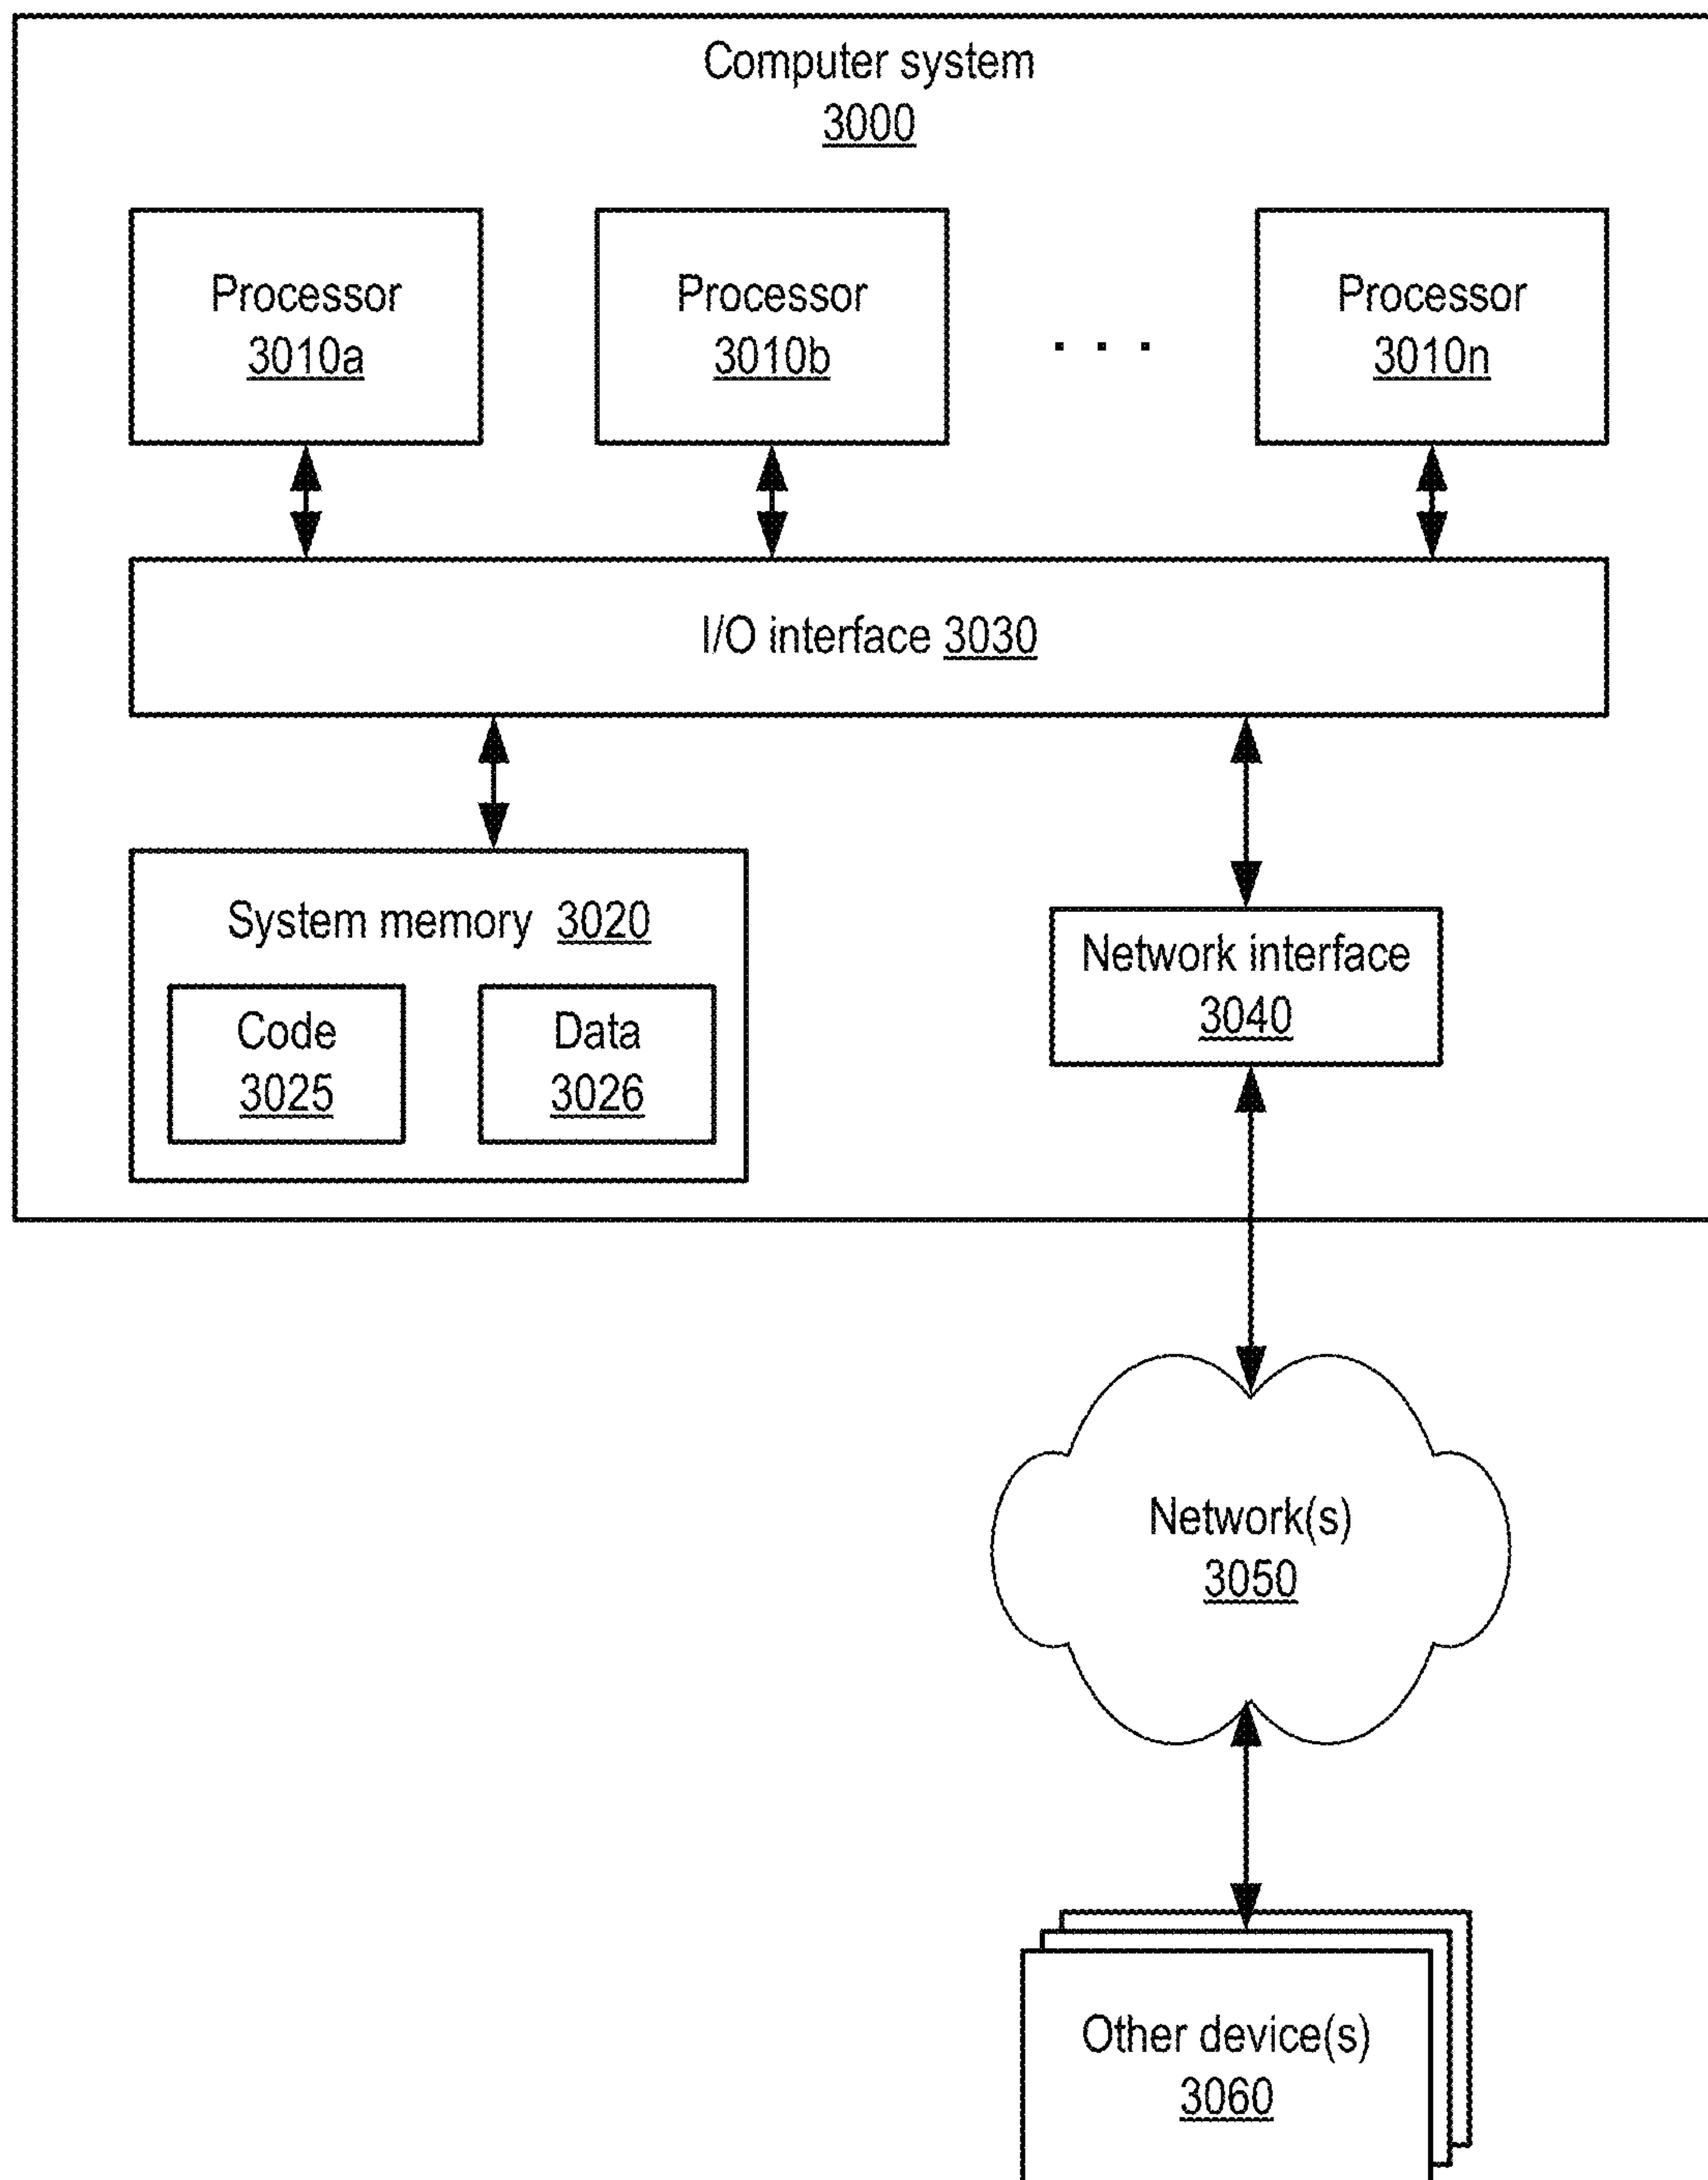 Computer system
3000
Processor
3010a
Processor
3010b
. . .
Processor
3010n
I/O interface 3030
System memory 3020
Code
3025
Data
3026
Network interface
3040
Network(s)
3050
Other device(s)
3060